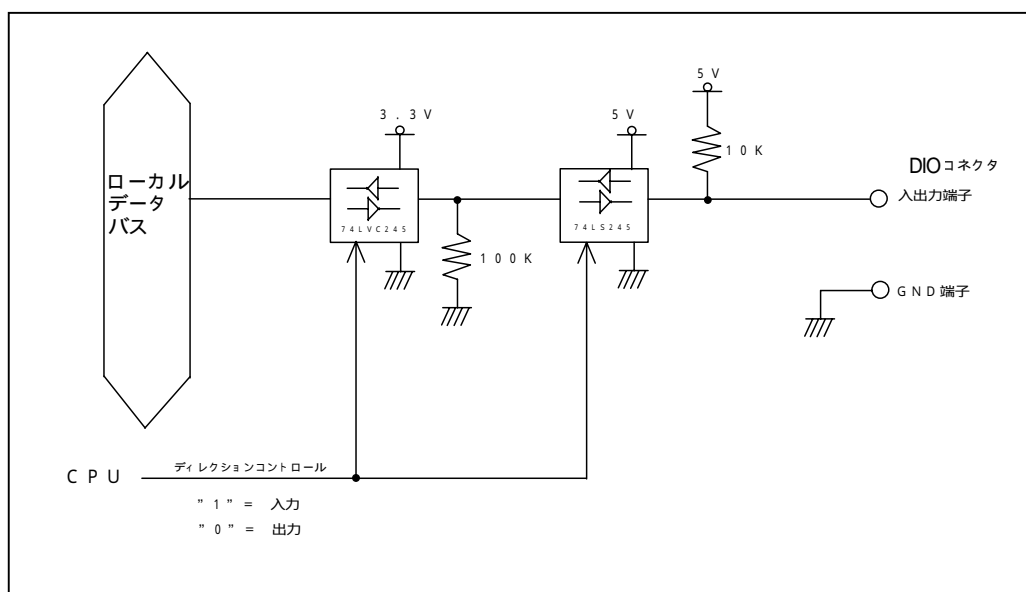 5V
3.3V
5V
10K
DIOコネクタ
入出力端子
ローカル
データ
バス
74LVC245
74LS245
100K
GND端子
CPU
ディレクションコントロール
”1”= 入力
”0”= 出力